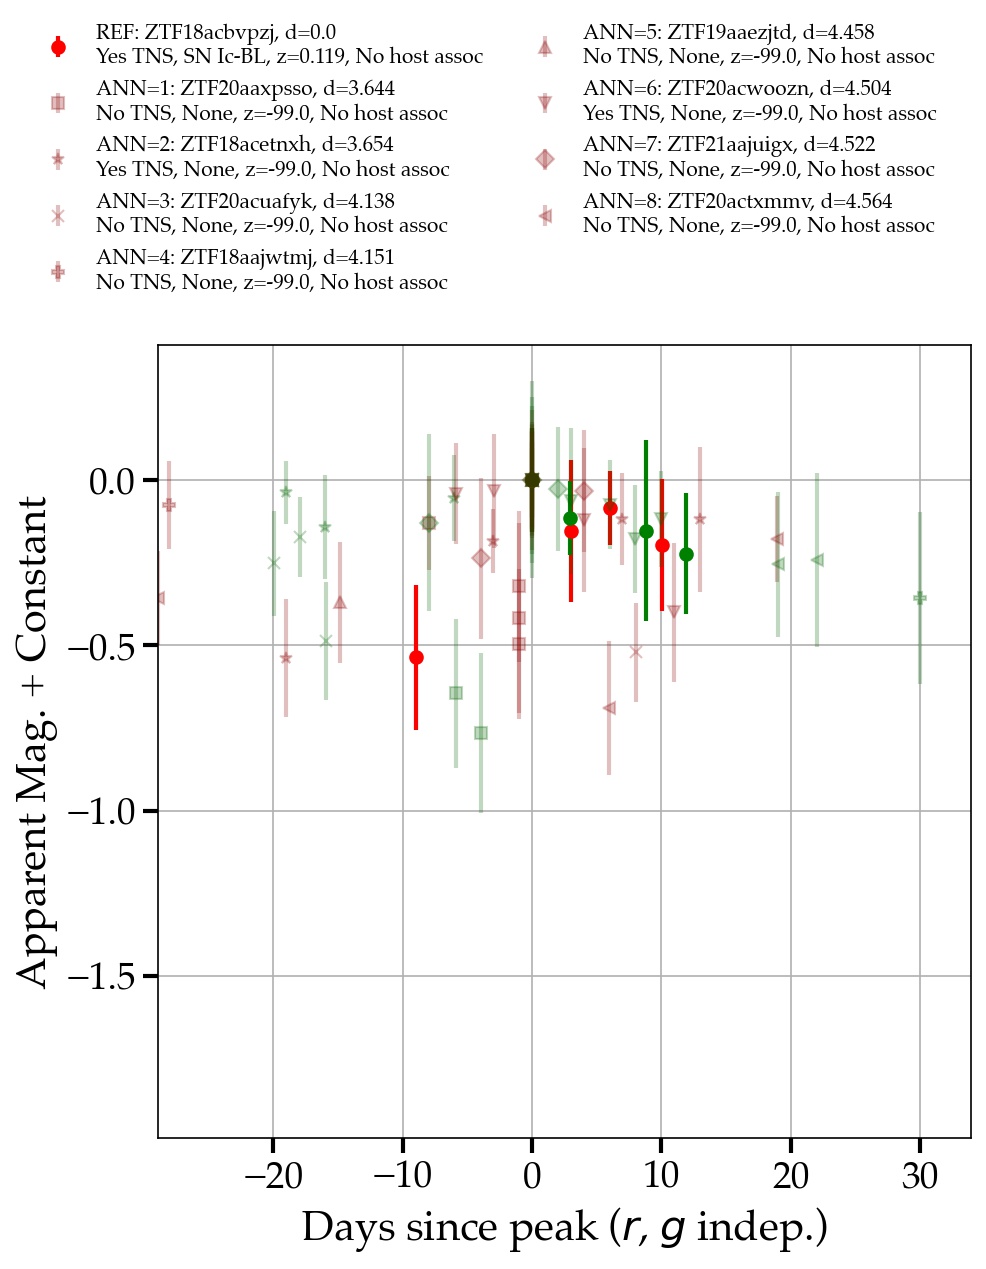 REF: ZTF18acbvpzj, d=0.0
Yes TNS, SN Ic-BL, z=0.119, No host assoc
ANN=1: ZTF20aaxpsso, d=3.644
No TNS, None, z=-99.0, No host assoc
ANN=2: ZTF18acetnxh, d=3.654
Yes TNS, None, z=-99.0, No host assoc
ANN=3: ZTF20acuafyk, d=4.138
No TNS, None, z=-99.0, No host assoc
ANN=4: ZTF18aajwtmj, d=4.151
No TNS, None, z=-99.0, No host assoc
ANN=5: ZTF19aaezjtd, d=4.458
No TNS, None, z=-99.0, No host assoc
ANN=6: ZTF20acwoozn, d=4.504
Yes TNS, None, z=-99.0, No host assoc
ANN=7: ZTF21aajuigx, d=4.522
No TNS, None, z=-99.0, No host assoc
ANN=8: ZTF20actxmmv, d=4.564
No TNS, None, z=-99.0, No host assoc
Apparent Mag. + Constant
0.0
−0.5
−1.0
−1.5
−20
−10
0
10
20
30
Days since peak (r, g indep.)